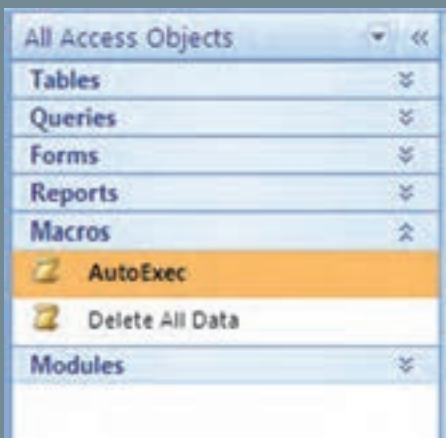 All Access Objects
Tables
Queries
Forms
Reports
Macros
AutoExec
Delete All Data
Modules